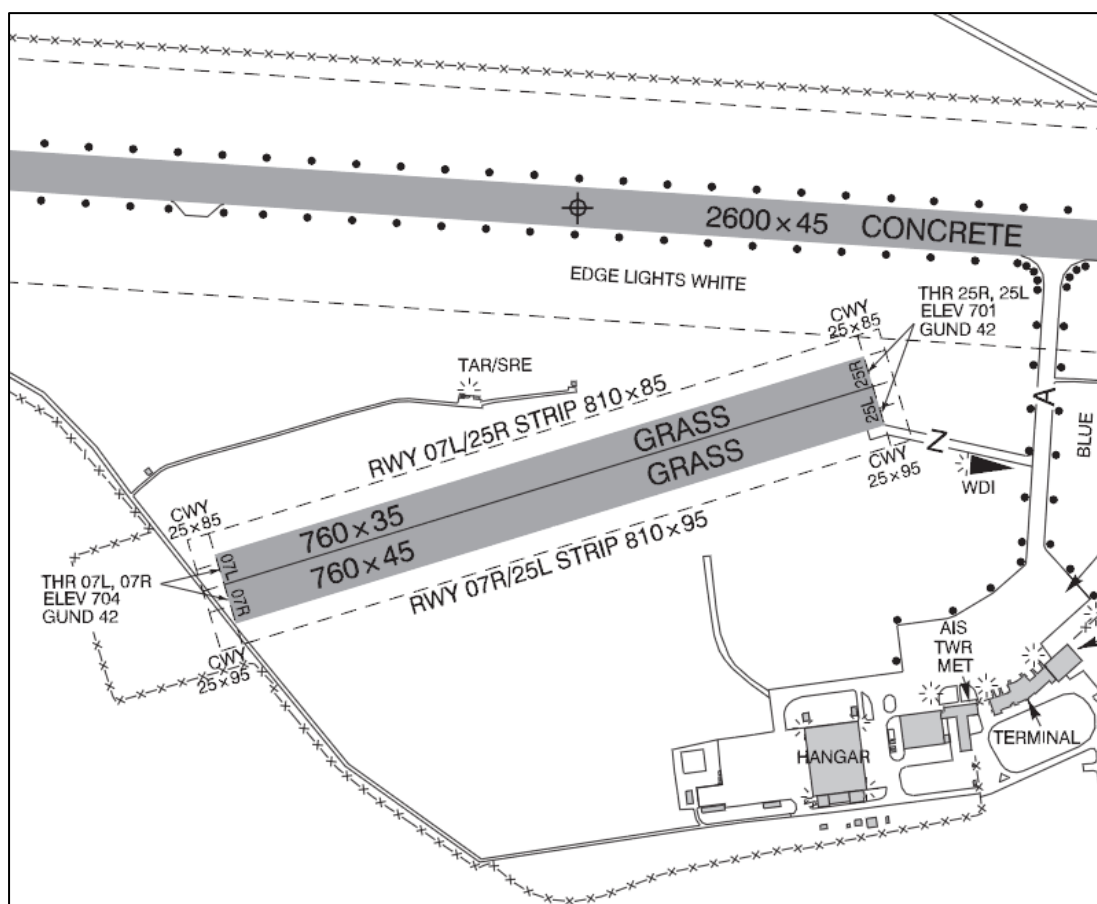 2600 × 45 CONCRETE
EDGE LIGHTS WHITE
THR 25R, 25L
ELEV 701
GUND 42
CWY
25×85
TAR/SRE
RWY 07L/25R STRIP 810×85
25R
25L
GRASS
GRASS
A
BLUE
N
WDI
CWY
25×95
CWY
25×85
760×35
760×45
07L
07R
RWY 07R/25L STRIP 810×95
THR 07L, 07R
ELEV 704
GUND 42
CWY
25×95
AIS
TWR
MET
TERMINAL
HANGAR